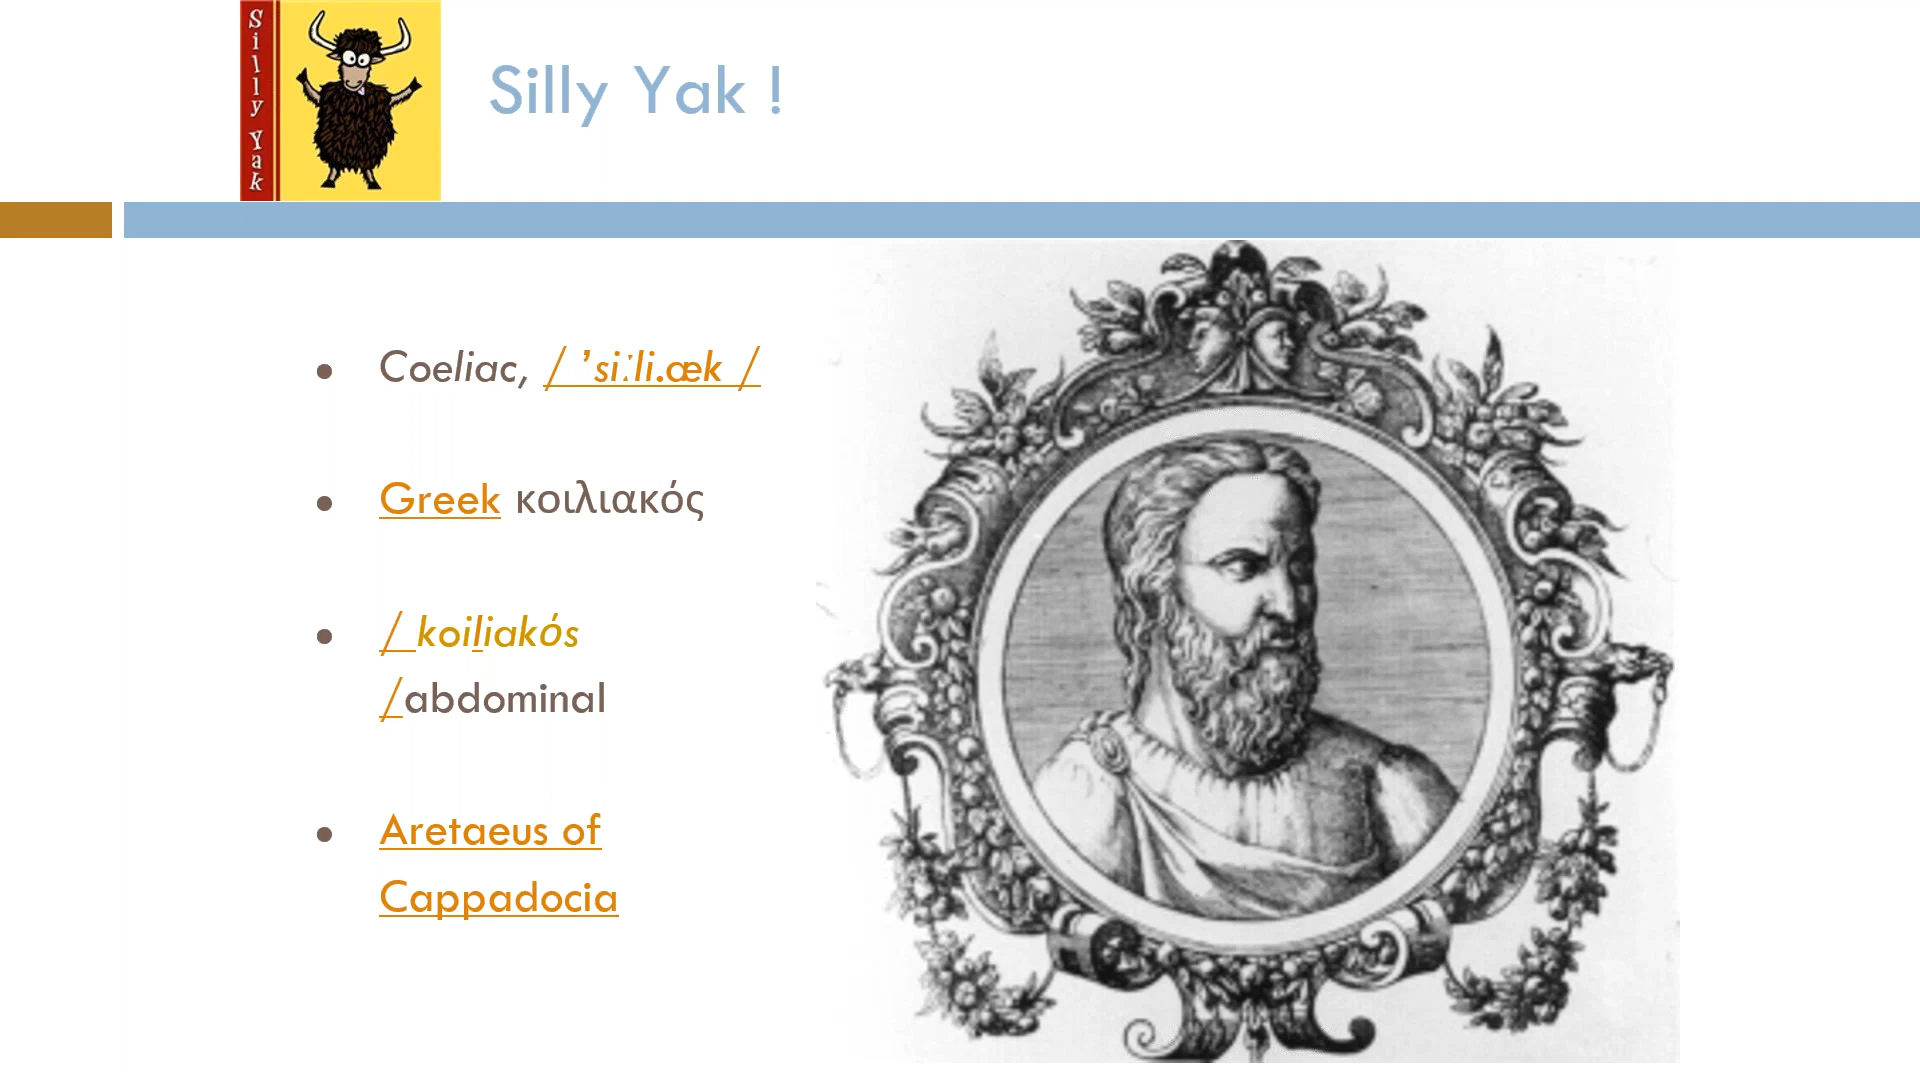 Silly Yak
Silly Yak !
• Coeliac, / ˈsiːli.æk /
• Greek κοιλιακός
• / koiliakós
/abdominal
• Aretaeus of
Cappadocia